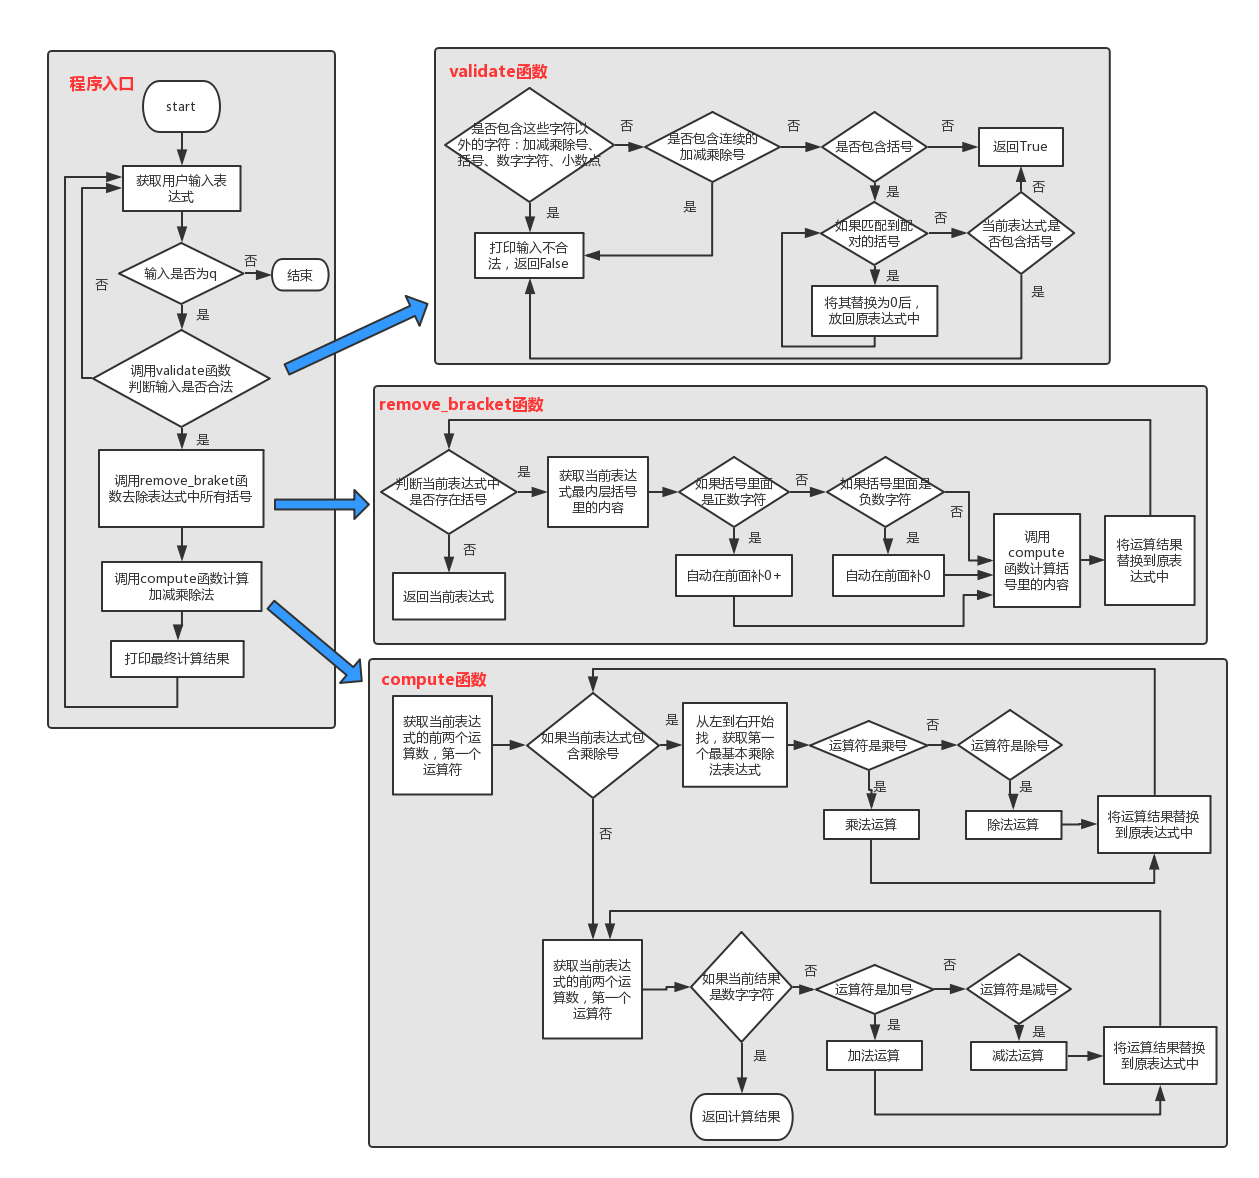 程序入口
start
获取用户输入表
达式
输入是否为q
否
结束
是
否
调用validate函数
判断输入是否合法
是
调用remove_braket函
数去除表达式中所有括号
调用compute函数计算
加减乘除法
打印最终计算结果
validate函数
是否包含这些字符以
外的字符：加减乘除号、
括号、数字字符、小数点
否
是否包含连续的
加减乘除号
否
是否包含括号
否
返回True
是
是
是
否
打印输入不合
法，返回False
如果匹配到配
对的括号
否
当前表达式是
否包含括号
是
是
将其替换为0后，
放回原表达式中
remove_bracket函数
判断当前表达式中
是否存在括号
是
获取当前表达
式最内层括号
里的内容
如果括号里面
是正数字符
否
如果括号里面是
负数字符
否
否
是
是
返回当前表达式
自动在前面补0+
自动在前面补0
调用
compute
函数计算括
号里的内容
将运算结果
替换到原表
达式中
compute函数
获取当前表达
式的前两个运
算数，第一个
运算符
如果当前表达式包
含乘除号
是
从左到右开始
找，获取第一
个最基本乘除
法表达式
运算符是乘号
否
运算符是除号
是
是
乘法运算
除法运算
将运算结果替换
到原表达式中
否
获取当前表达
式的前两个运
算数，第一个
运算符
如果当前结果
是数字字符
否
运算符是加号
否
运算符是减号
是
是
是
加法运算
减法运算
将运算结果替换
到原表达式中
返回计算结果